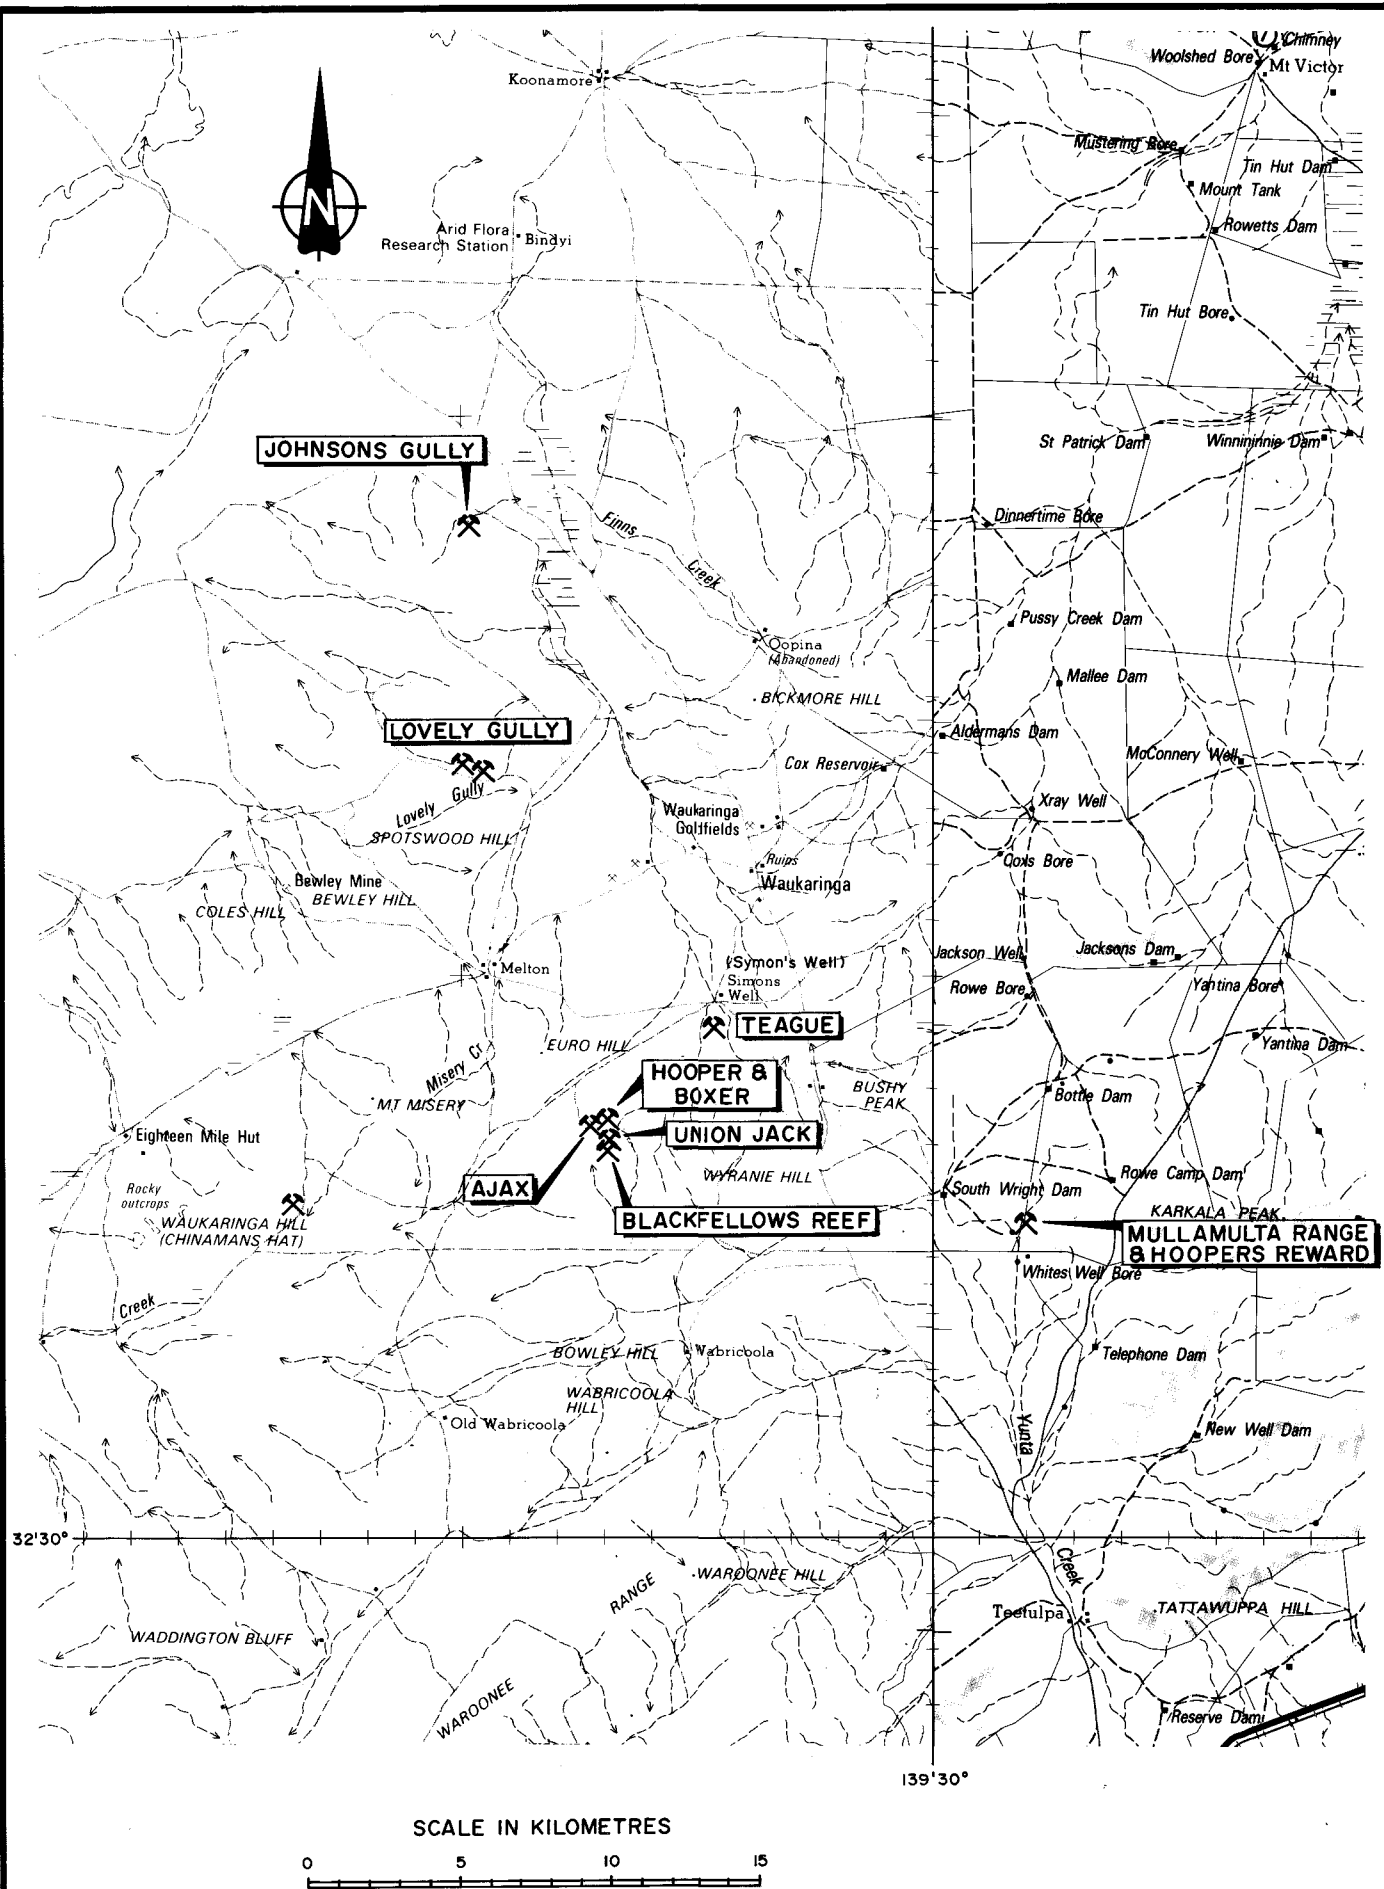 Chimney
Woolshed Bore
Mt Victor
Koonamore
N
Mustering Bore
Tin Hut Dam
Mount Tank
Rowetts Dam
Arid Flora
Research Station
Bindyi
Tin Hut Bore
JOHNSONS GULLY
St Patrick Dam
Winnininnie Dam
Finns
Creek
Dinnertime Bore
Pussy Creek Dam
Oopina
(Abandoned)
Mallee Dam
BICKMORE HILL
LOVELY GULLY
Aldermans Dam
McConnery Well
Cox Reservoir
Lovely Gully
SPOTSWOOD HILL
Xray Well
Waukaringa
Goldfields
Coxs Bore
Ruins
Waukaringa
Bewley Mine
BEWLEY HILL
COLES HILL
Melton
(Symon's Well)
Simons
Well
Jackson Well
Jacksons Dam
Rowe Bore
Yantina Bore
TEAGUE
EURO HILL
Yantina Dam
Misery Cr
MT MISERY
HOOPER &
BOXER
BUSHY
PEAK
Bottle Dam
Eighteen Mile Hut
UNION JACK
WYRANIE HILL
Rowe Camp Dam
AJAX
South Wright Dam
Rocky
outcrops
WAUKARINGA HILL
(CHINAMANS HAT)
BLACKFELLOWS REEF
KARKALA PEAK
MULLAMULTA RANGE
& HOOPERS REWARD
Whites Well Bore
Creek
BOWLEY HILL
Wabricoola
Telephone Dam
WABRICOOLA
HILL
Old Wabricoola
Yunta
New Well Dam
32'30°
Creek
WAROONEE HILL
RANGE
Teetulpa
TATTAWUPPA HILL
WADDINGTON BLUFF
WAROONEE
Reserve Dam
139'30°
SCALE IN KILOMETRES
0 5 10 15